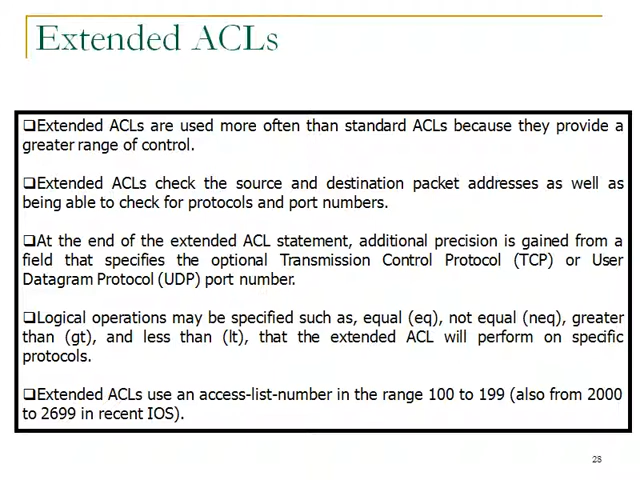 Extended ACLs
❑Extended ACLs are used more often than standard ACLs because they provide a
greater range of control.
❑Extended ACLs check the source and destination packet addresses as well as
being able to check for protocols and port numbers.
❑At the end of the extended ACL statement, additional precision is gained from a
field that specifies the optional Transmission Control Protocol (TCP) or User
Datagram Protocol (UDP) port number.
❑Logical operations may be specified such as, equal (eq), not equal (neq), greater
than (gt), and less than (lt), that the extended ACL will perform on specific
protocols.
❑Extended ACLs use an access-list-number in the range 100 to 199 (also from 2000
to 2699 in recent IOS).
28